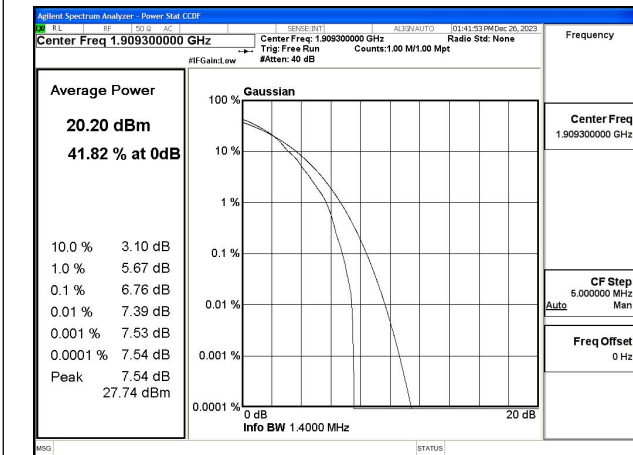 Agilent Spectrum Analyzer - Power Stat CCDF
RL RF 50 Ω AC SENSE:INT ALIGN AUTO 01:41:53 PM Dec 26, 2023
Center Freq 1.909300000 GHz
Center Freq: 1.909300000 GHz Radio Std: None
Trig: Free Run Counts:1.00 M/1.00 Mpt
#IFGain:Low #Atten: 40 dB
Frequency
Average Power
20.20 dBm
41.82 % at 0dB
10.0 % 3.10 dB
1.0 % 5.67 dB
0.1 % 6.76 dB
0.01 % 7.39 dB
0.001 % 7.53 dB
0.0001 % 7.54 dB
Peak 7.54 dB
27.74 dBm
Gaussian
100 %
10 %
1 %
0.1 %
0.01 %
0.001 %
0.0001 %
0 dB 20 dB
Info BW 1.4000 MHz
Center Freq
1.909300000 GHz
CF Step
5.000000 MHz
Auto Man
Freq Offset
0 Hz
MSG STATUS